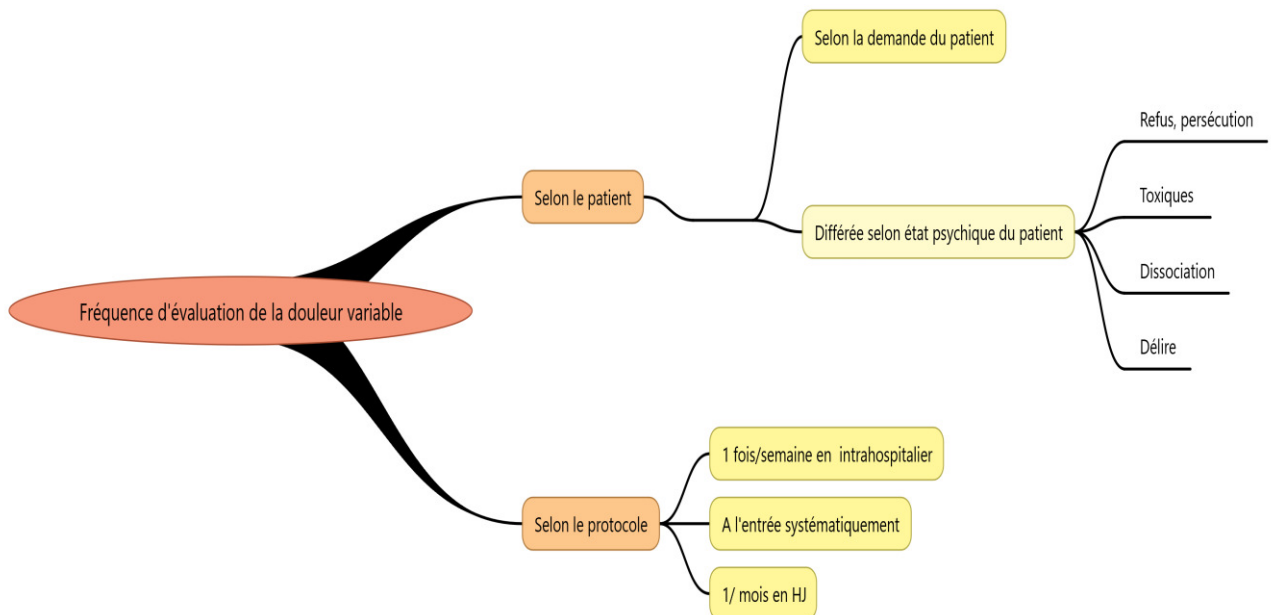 Fréquence d'évaluation de la douleur variable
Selon le patient
Selon la demande du patient
Différée selon état psychique du patient
Refus, persécution
Toxiques
Dissociation
Délire
Selon le protocole
1 fois/semaine en  intrahospitalier
A l'entrée systématiquement
1/ mois en HJ